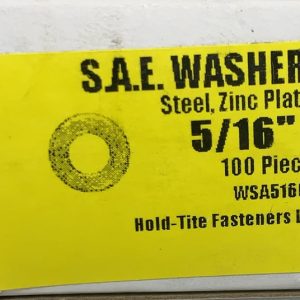 S.A.E. WASHER
Steel, Zinc Plat
5/16"
100 Piec
WSA516
Hold-Tite Fasteners